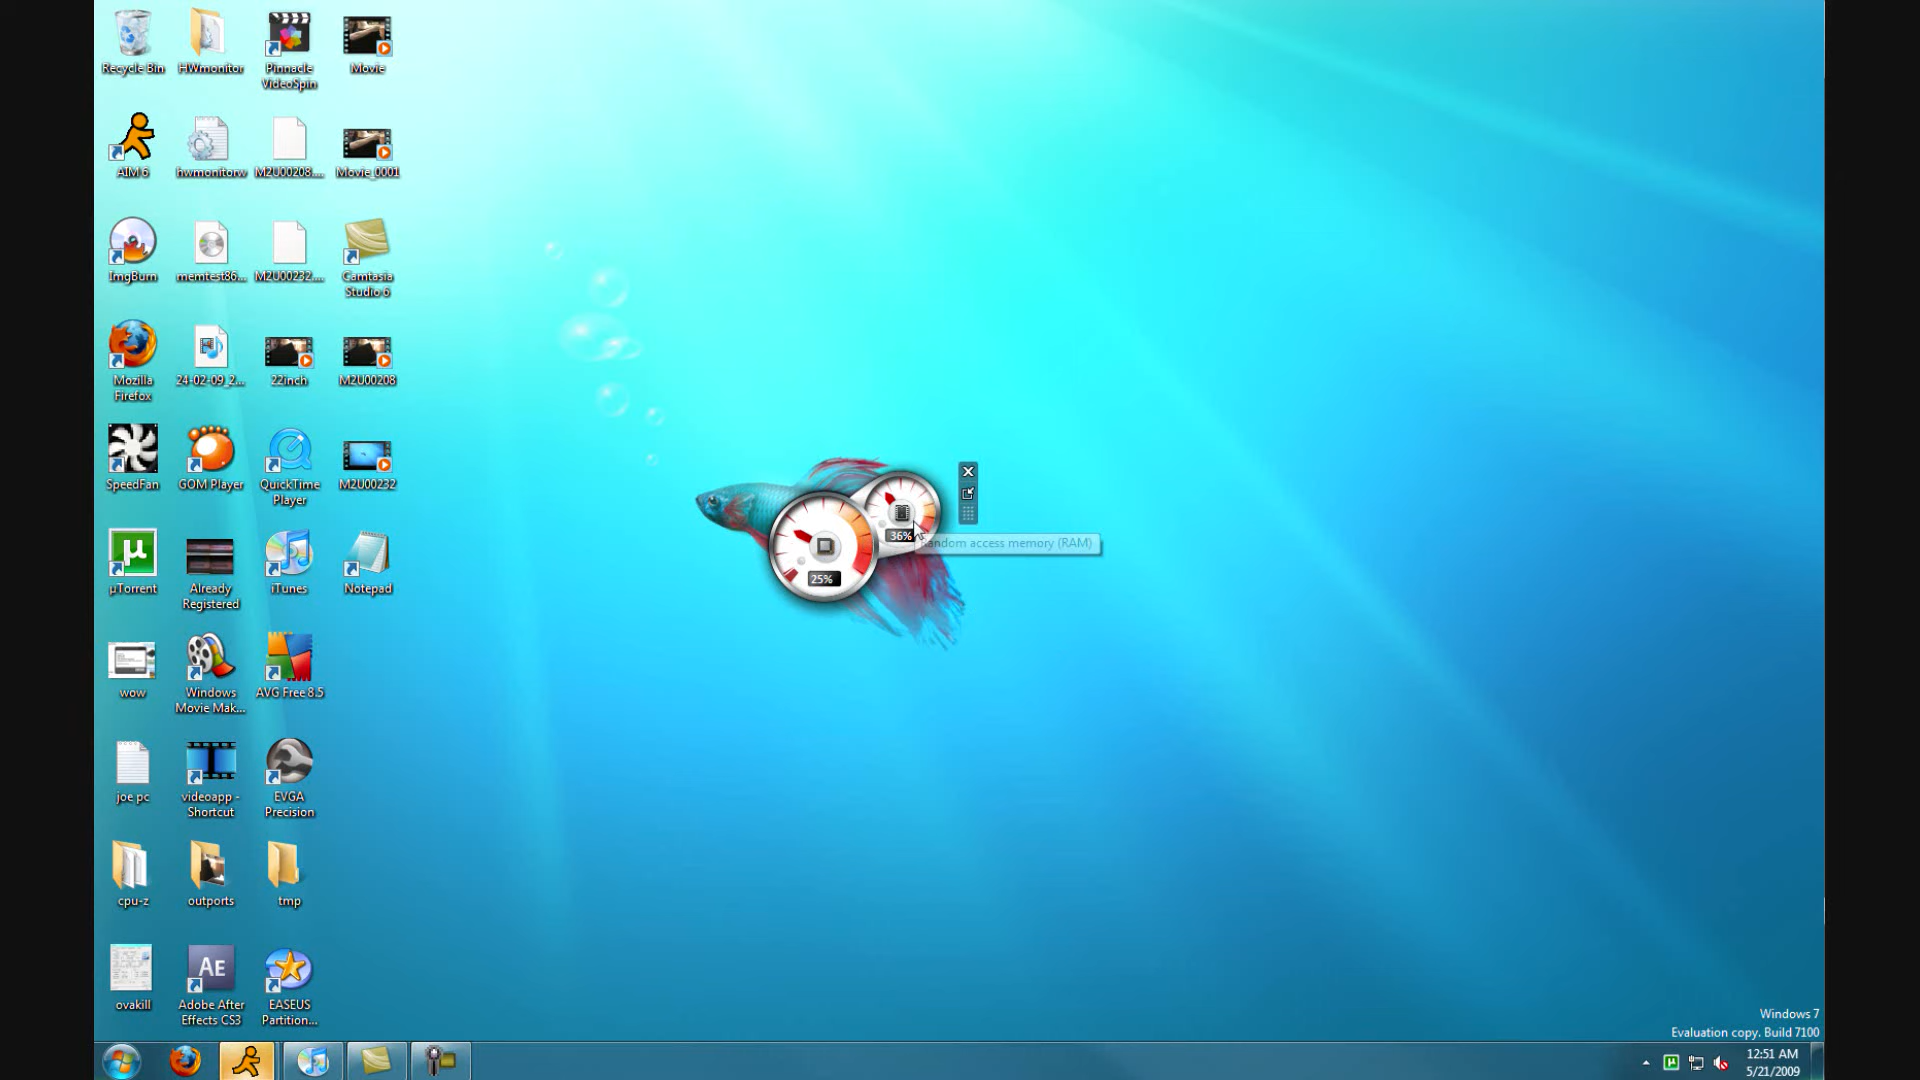 Recycle Bin
HWmonitor
Pinnacle
VideoSpin
Movie
AIM 6
hwmonitorw
M2U00208....
Movie_0001
ImgBurn
memtest86...
M2U00232....
Camtasia
Studio 6
Mozilla
Firefox
24-02-09_2...
22inch
M2U00208
SpeedFan
GOM Player
QuickTime
Player
M2U00232
µTorrent
Already
Registered
iTunes
Notepad
wow
Windows
Movie Mak...
AVG Free 8.5
joe pc
videoapp -
Shortcut
EVGA
Precision
cpu-z
outports
tmp
ovakill
AE
Adobe After
Effects CS3
EASEUS
Partition...
36%
Random access memory (RAM)
25%
Windows 7
Evaluation copy. Build 7100
12:51 AM
5/21/2009